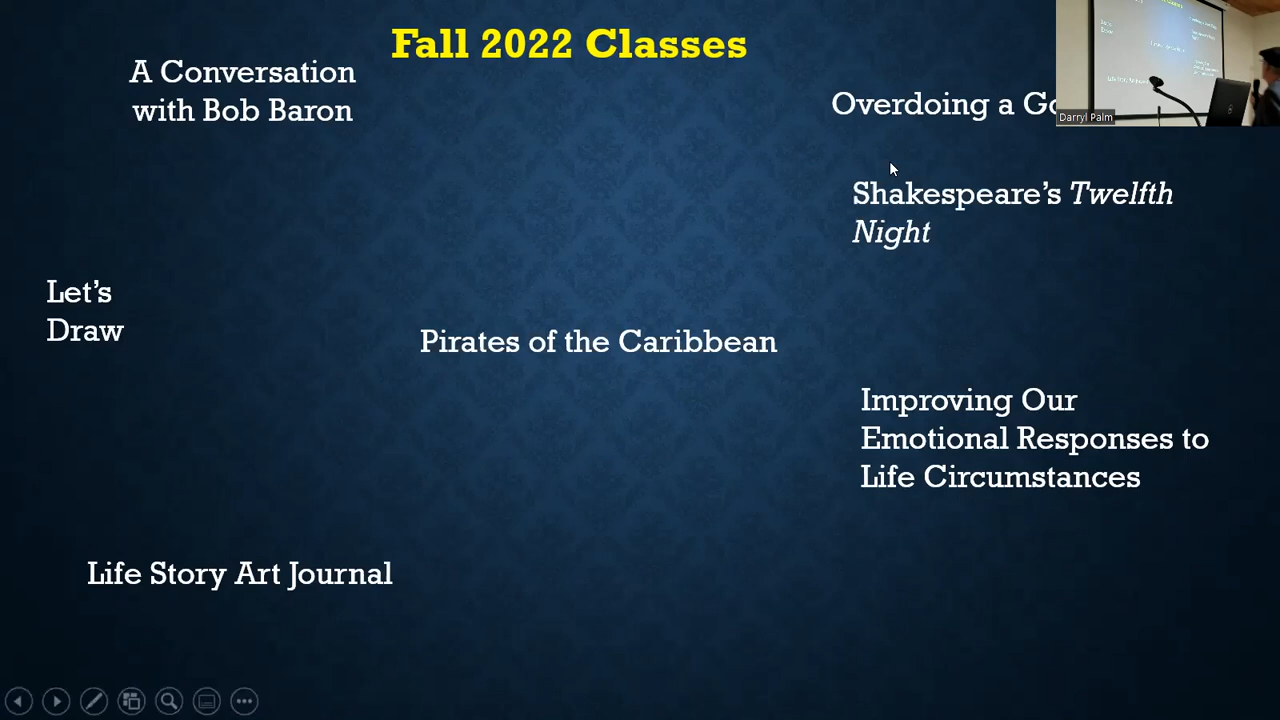 Fall 2022 Classes
A Conversation
with Bob Baron
Overdoing a
Darryl Palm
Shakespeare's Twelfth
Night
Let's
Draw
Pirates of the Caribbean
Improving Our
Emotional Responses to
Life Circumstances
Life Story Art Journal